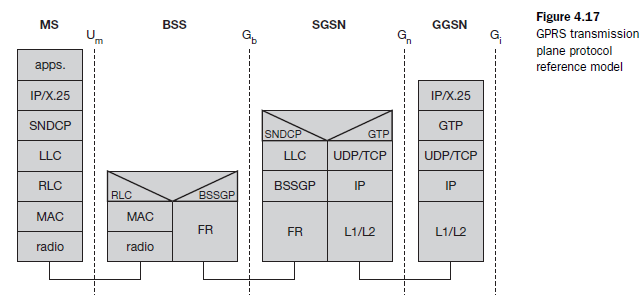 MS
BSS
SGSN
GGSN
Um
Gb
Gn
Gi
Figure 4.17
GPRS transmission
plane protocol
reference model
apps.
IP/X.25
SNDCP
LLC
RLC
MAC
radio
RLC
BSSGP
MAC
FR
radio
SNDCP
GTP
LLC
UDP/TCP
BSSGP
IP
FR
L1/L2
IP/X.25
GTP
UDP/TCP
IP
L1/L2